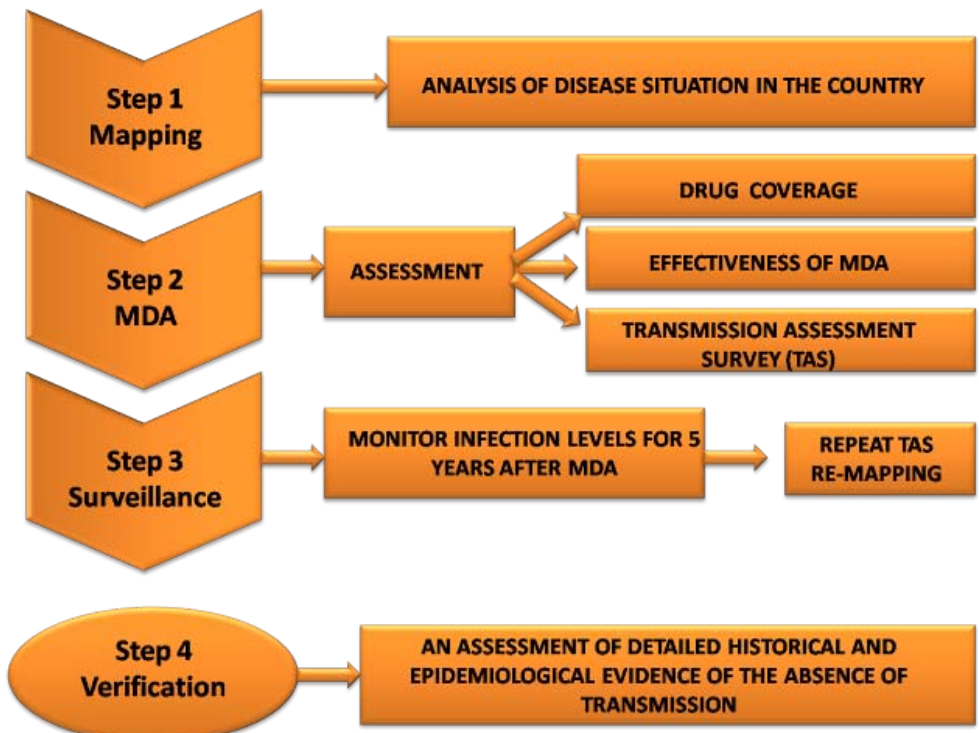 Step 1
Mapping
ANALYSIS OF DISEASE SITUATION IN THE COUNTRY
Step 2
MDA
ASSESSMENT
DRUG COVERAGE
EFFECTIVENESS OF MDA
TRANSMISSION ASSESSMENT
SURVEY (TAS)
Step 3
Surveillance
MONITOR INFECTION LEVELS FOR 5
YEARS AFTER MDA
REPEAT TAS
RE-MAPPING
Step 4
Verification
AN ASSESSMENT OF DETAILED HISTORICAL AND
EPIDEMIOLOGICAL EVIDENCE OF THE ABSENCE OF
TRANSMISSION